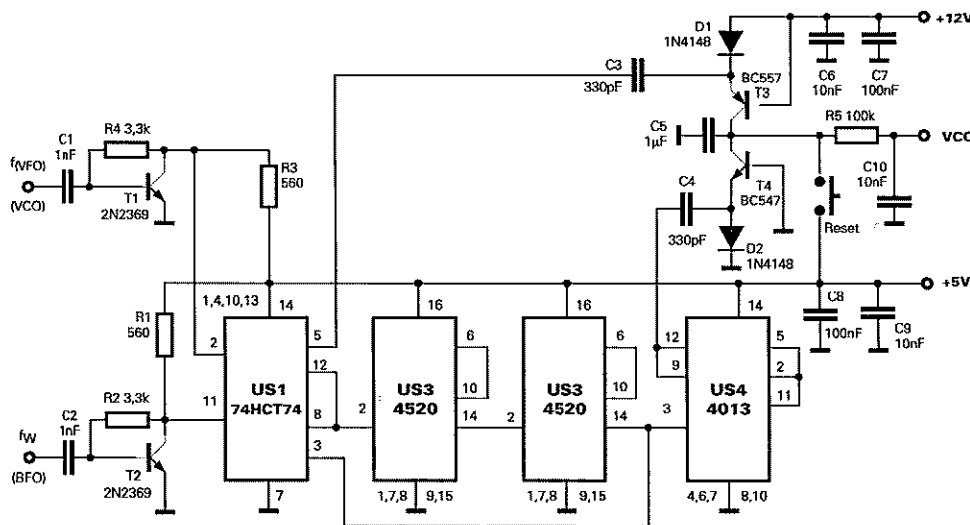 +12V
D1
1N4148
C6
10nF
C7
100nF
C3
330pF
BC557
T3
R4 3,3k
C1
1nF
f(VFO)
(VCO)
T1
2N2369
R3
560
C5
1µF
R5 100k
VCO
C10
10nF
T4
BC547
C4
330pF
Reset
D2
1N4148
+5V
1,4,10,13
14
16
16
14
C8
100nF
C9
10nF
R1
560
2
5
12
11
8
3
US1
74HCT74
7
2
US3
4520
6
10
14
1,7,8
9,15
2
US3
4520
6
10
14
1,7,8
9,15
12
9
3
US4
4013
5
2
11
4,6,7
8,10
R2 3,3k
C2
1nF
fW
(BFO)
T2
2N2369